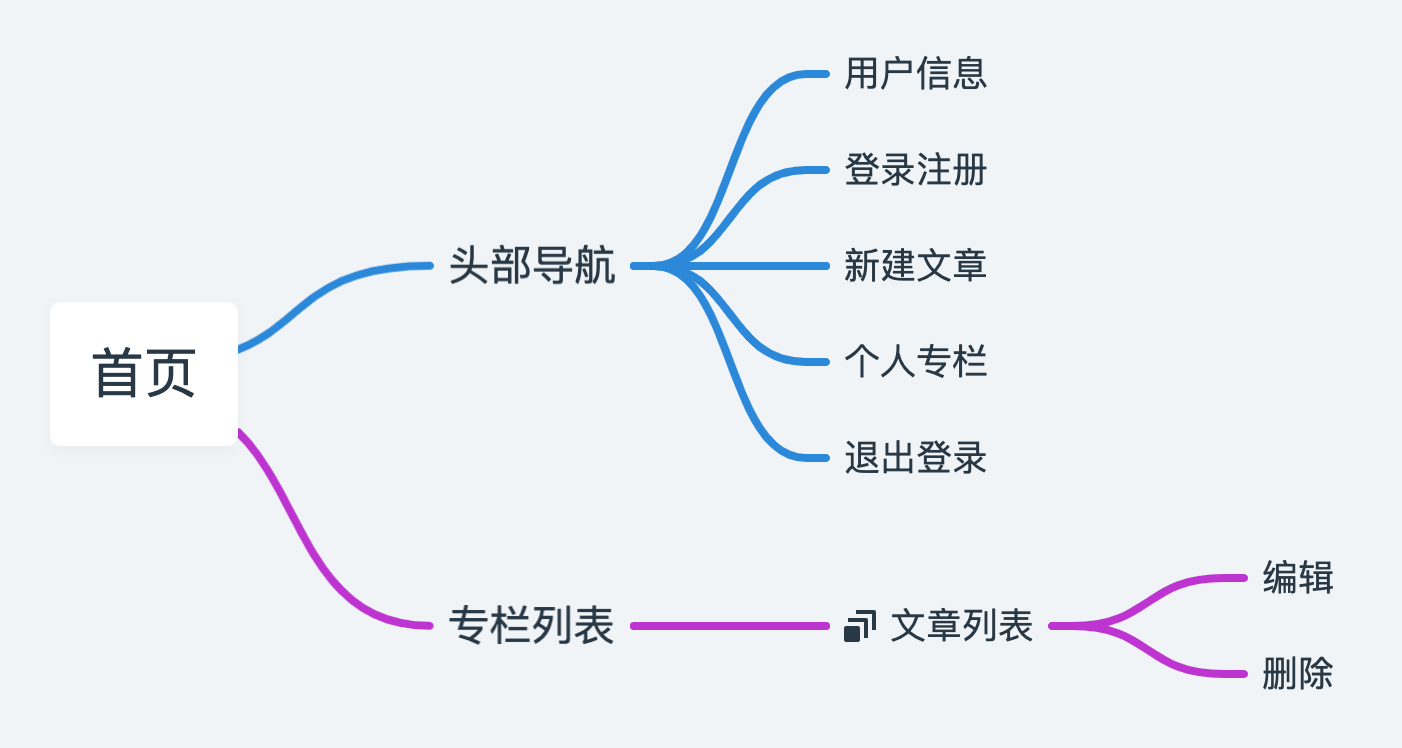 首页
头部导航
用户信息
登录注册
新建文章
个人专栏
退出登录
专栏列表
文章列表
编辑
删除